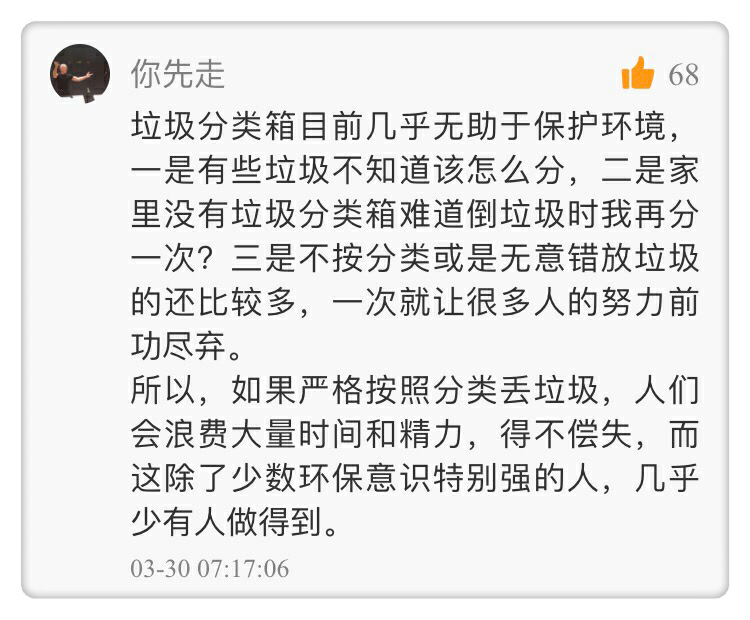 你先走
68
垃圾分类箱目前几乎无助于保护环境，
一是有些垃圾不知道该怎么分，二是家
里没有垃圾分类箱难道倒垃圾时我再分
一次？三是不按分类或是无意错放垃圾
的还比较多，一次就让很多人的努力前
功尽弃。
所以，如果严格按照分类丢垃圾，人们
会浪费大量时间和精力，得不偿失，而
这除了少数环保意识特别强的人，几乎
少有人做得到。
03-30 07:17:06